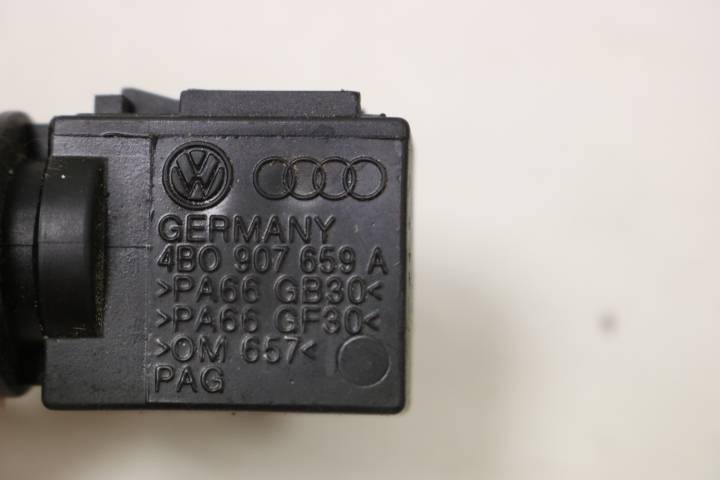 VW
GERMANY
4B0 907 659 A
>PA66 GB30<
>PA66 GF30<
>OM 657<
PAG